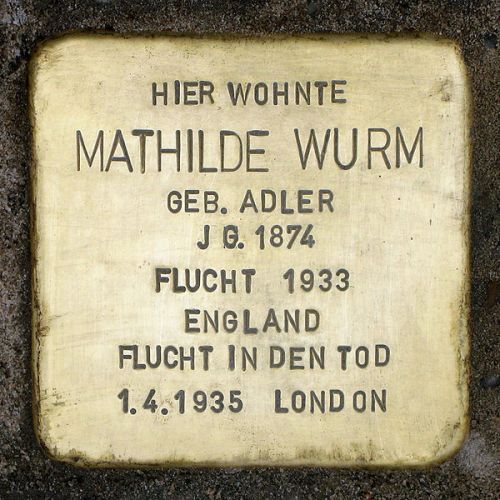 HIER WOHNTE
MATHILDE WURM
GEB. ADLER
JG. 1874
FLUCHT 1933
ENGLAND
FLUCHT IN DEN TOD
1.4.1935 LONDON